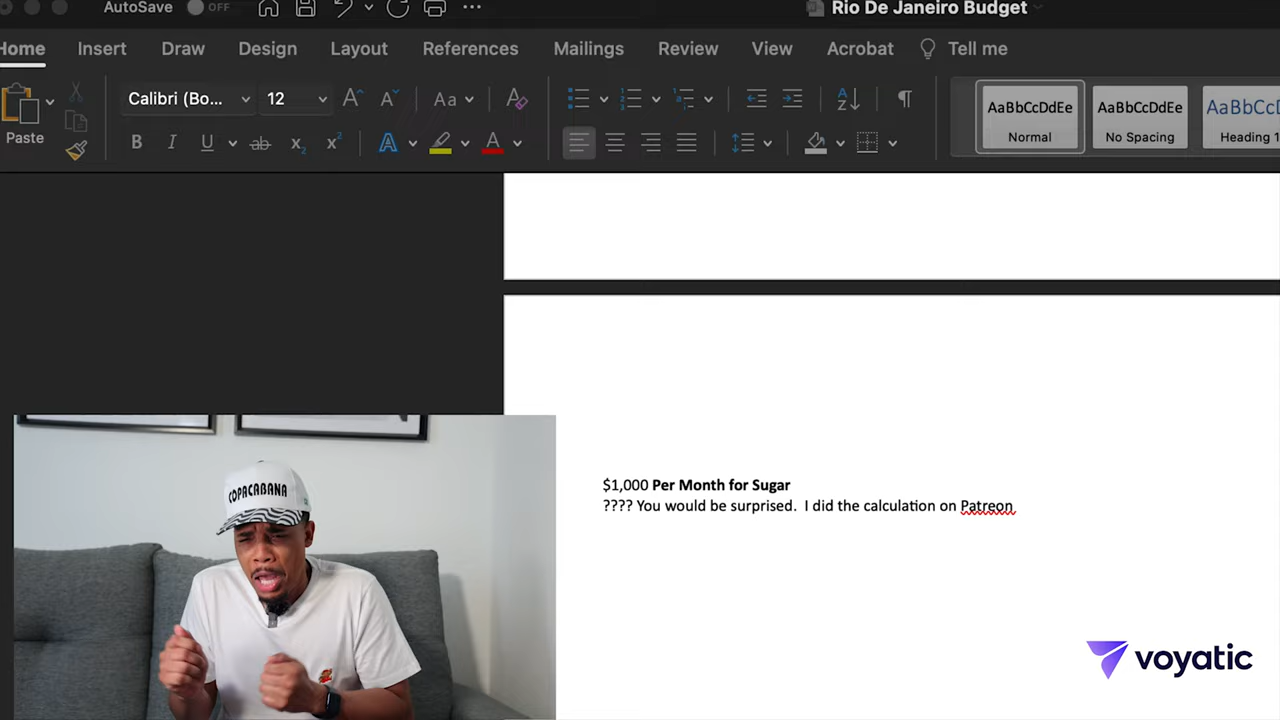 AutoSave OFF
Rio De Janeiro Budget
Home Insert Draw Design Layout References Mailings Review View Acrobat Tell me
Paste
Calibri (Bo... 12
Aa
AaBbCcDdEe
Normal
AaBbCcDdEe
No Spacing
AaBbCcD
Heading 1
COPACABANA
$1,000 Per Month for Sugar
???? You would be surprised. I did the calculation on Patreon
voyatic